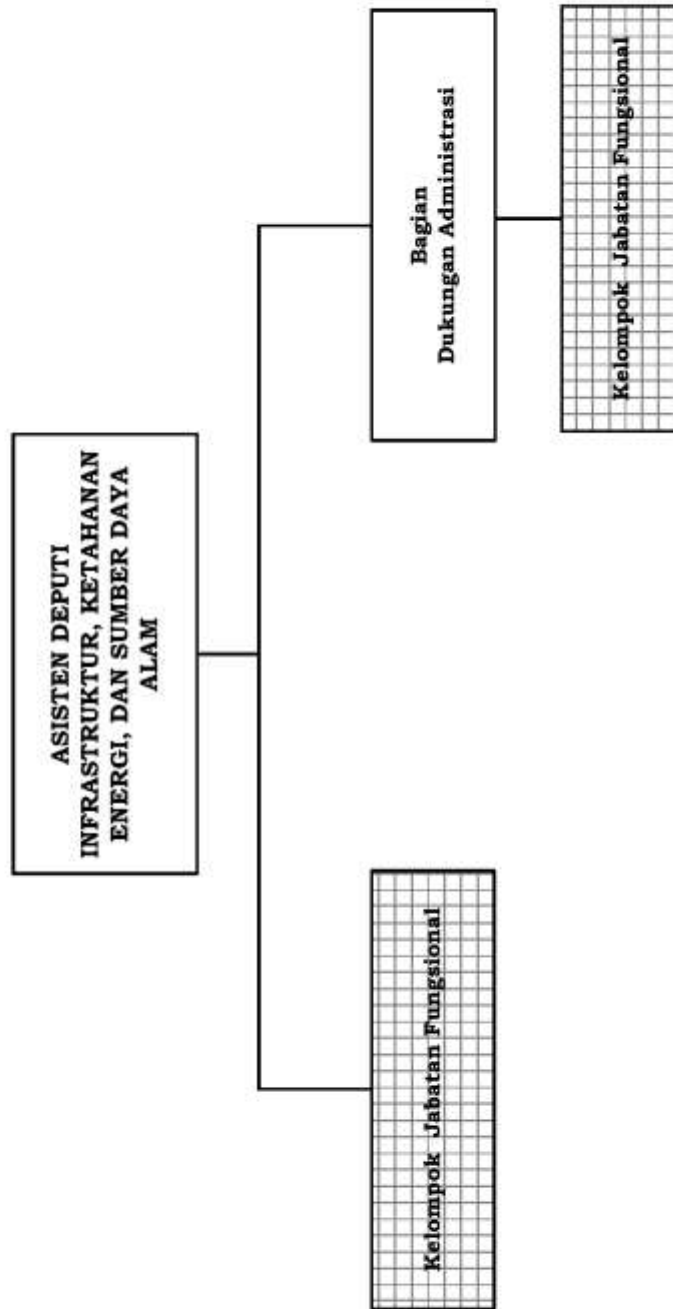 ASISTEN DEPUTI
INFRASTRUKTUR, KETAHANAN
ENERGI, DAN SUMBER DAYA
ALAM
Kelompok Jabatan Fungsional
Bagian
Dukungan Administrasi
Kelompok Jabatan Fungsional